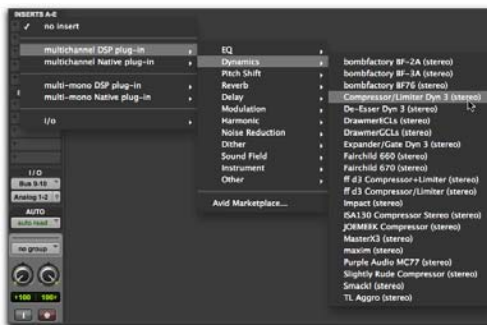 INSERTS A-E
✓ no insert
multichannel DSP plug-in
multichannel Native plug-in
multi-mono DSP plug-in
multi-mono Native plug-in
I/O
EQ
Dynamics
Pitch Shift
Reverb
Delay
Modulation
Harmonic
Noise Reduction
Dither
Sound Field
Instrument
Other
Avid Marketplace...
bombfactory BF-2A (stereo)
bombfactory BF-3A (stereo)
bombfactory BF76 (stereo)
Compressor/Limiter Dyn 3 (stereo)
De-Esser Dyn 3 (stereo)
DrawmerECLs (stereo)
DrawmerGCLs (stereo)
Expander/Gate Dyn 3 (stereo)
Fairchild 660 (stereo)
Fairchild 670 (stereo)
ff d3 Compressor+Limiter (stereo)
ff d3 Compressor/Limiter (stereo)
Impact (stereo)
ISA130 Compressor Stereo (stereo)
JOEMEEK Compressor (stereo)
MasterX3 (stereo)
maxim (stereo)
Purple Audio MC77 (stereo)
Slightly Rude Compressor (stereo)
Smack! (stereo)
TL Aggro (stereo)
I/O
Bus 9-10
Analog 1-2
AUTO
auto read
no group
+100 100+
I